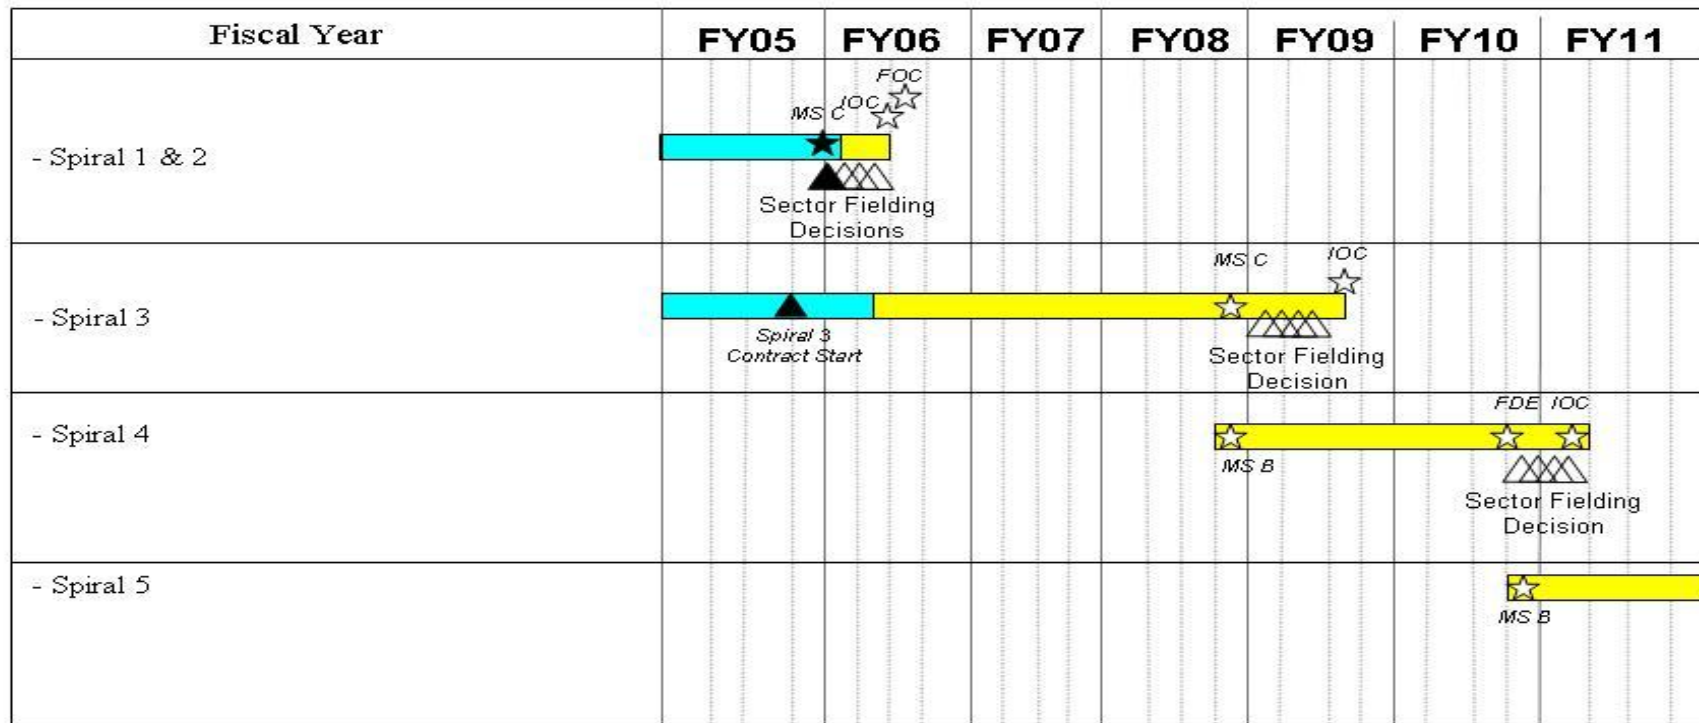 Fiscal Year FY05 FY06 FY07 FY08 FY09 FY10 FY11
FOC
IOC
MS C
- Spiral 1 & 2
Sector Fielding
Decisions
MS C IOC
- Spiral 3
Spiral 3
Contract Start
Sector Fielding
Decision
FDE IOC
- Spiral 4
MS B
Sector Fielding
Decision
- Spiral 5
MS B